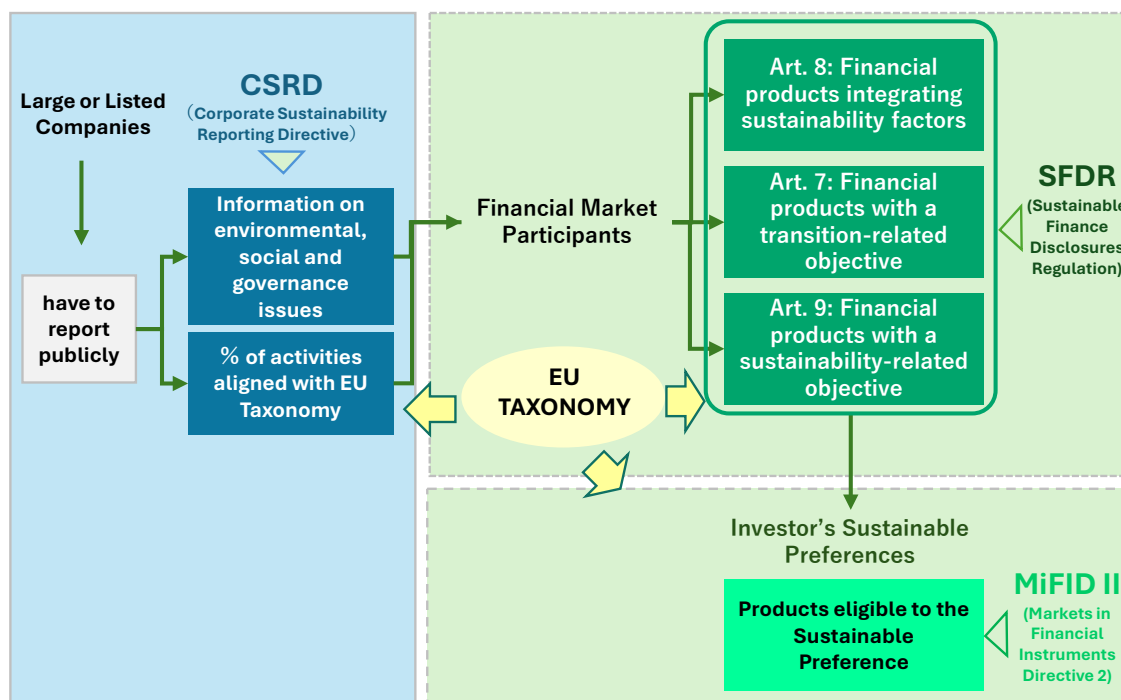 Large or Listed
Companies
CSRD
（Corporate Sustainability
Reporting Directive）
have to
report
publicly
Information on
environmental,
social and
governance
issues
% of activities
aligned with EU
Taxonomy
Financial Market
Participants
EU
TAXONOMY
Art. 8: Financial
products integrating
sustainability factors
Art. 7: Financial
products with a
transition-related
objective
Art. 9: Financial
products with a
sustainability-related
objective
SFDR
(Sustainable
Finance
Disclosures
Regulation)
Investor's Sustainable
Preferences
Products eligible to the
Sustainable
Preference
MiFID II
(Markets in
Financial
Instruments
Directive 2)